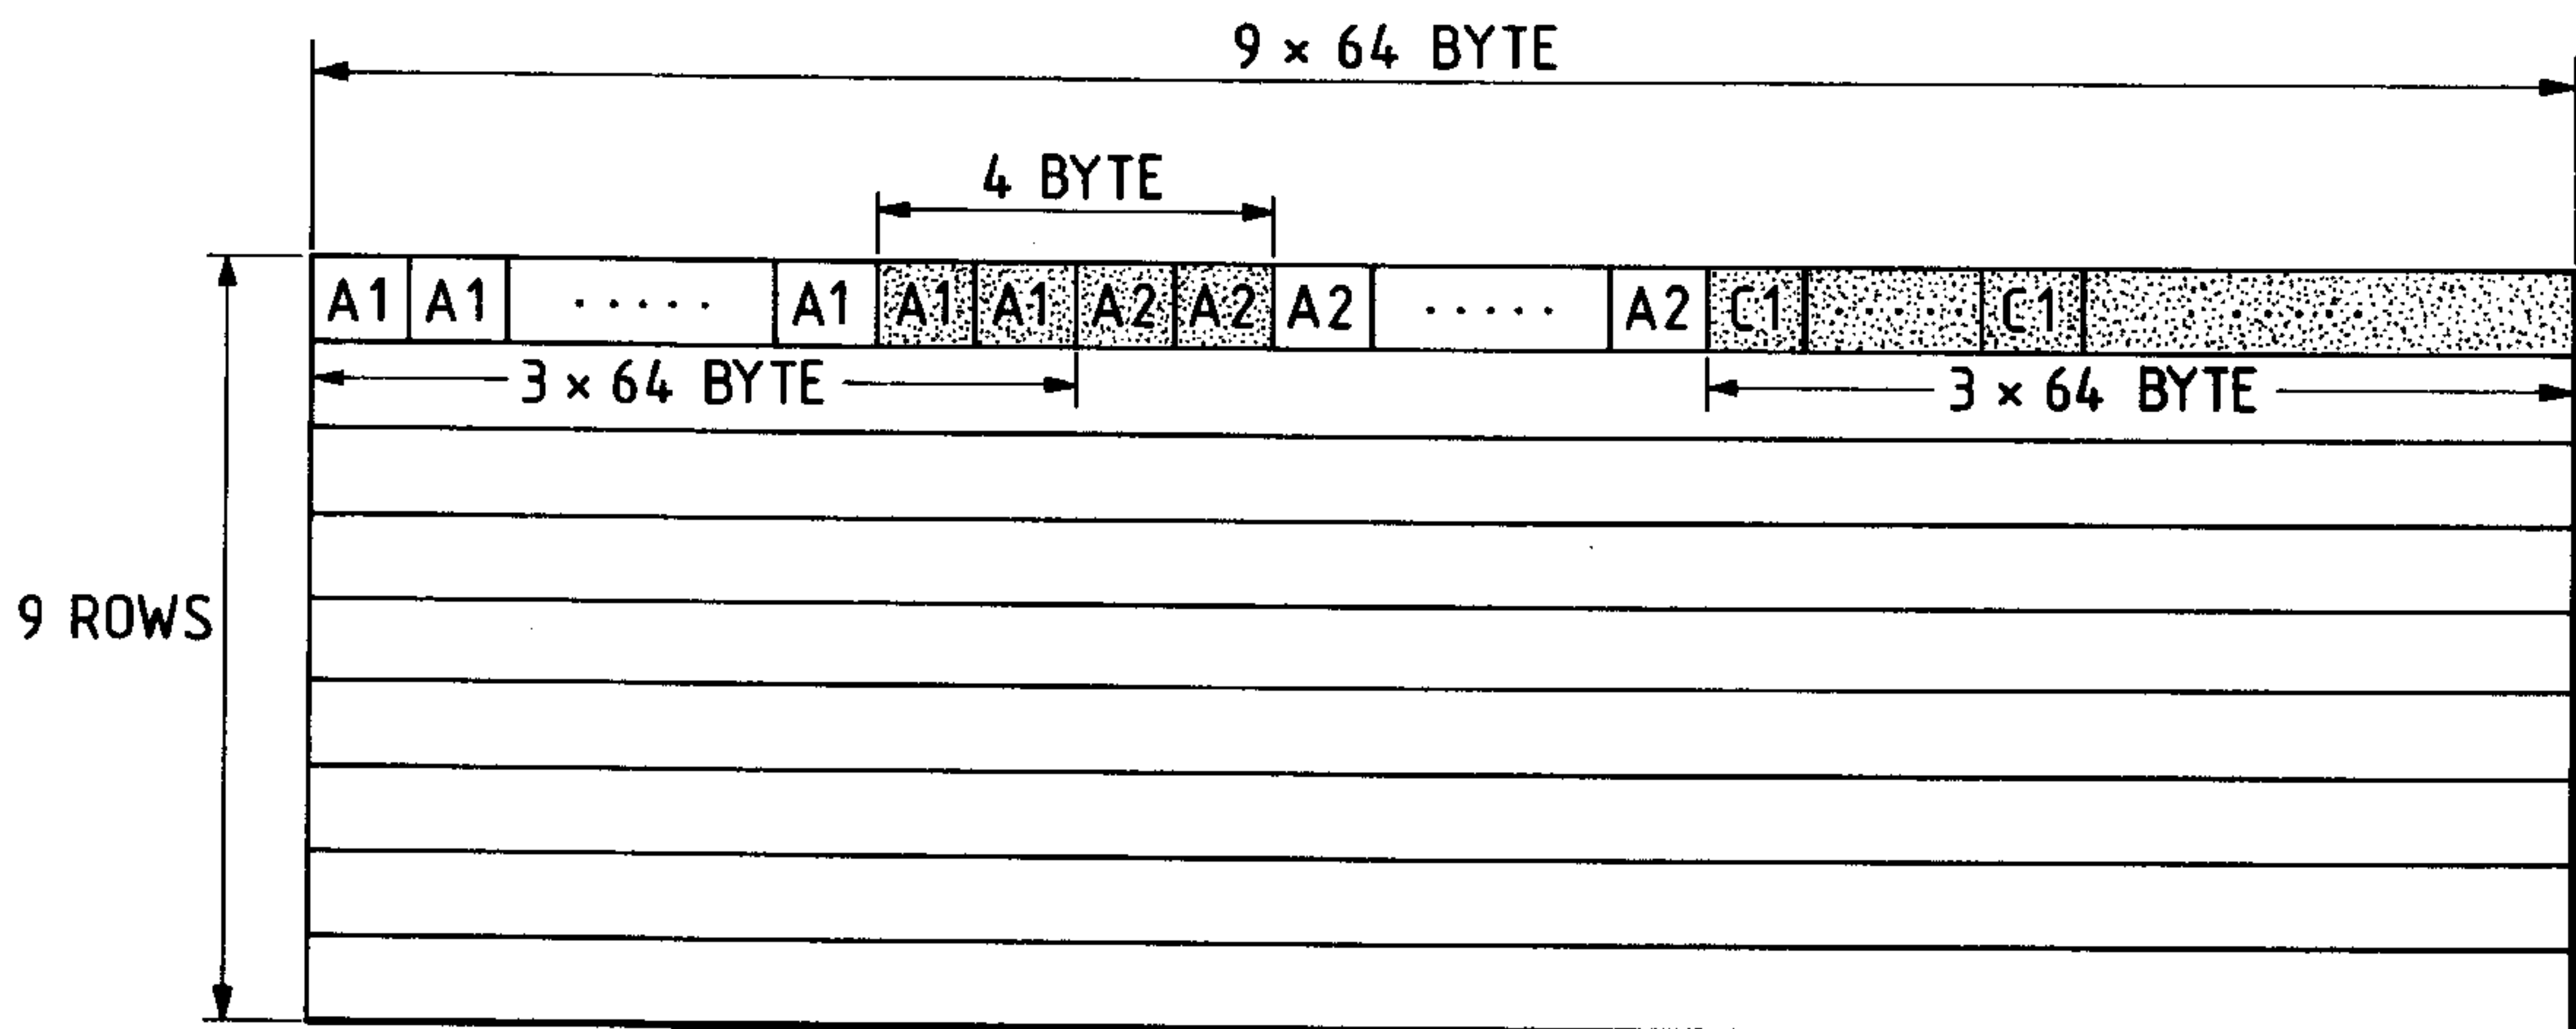 9 × 64 BYTE
4 BYTE
A1 A1 ..... A1 A1 A1 A2 A2 A2 ..... A2 C1 ..... C1 .....
3 × 64 BYTE 3 × 64 BYTE
9 ROWS